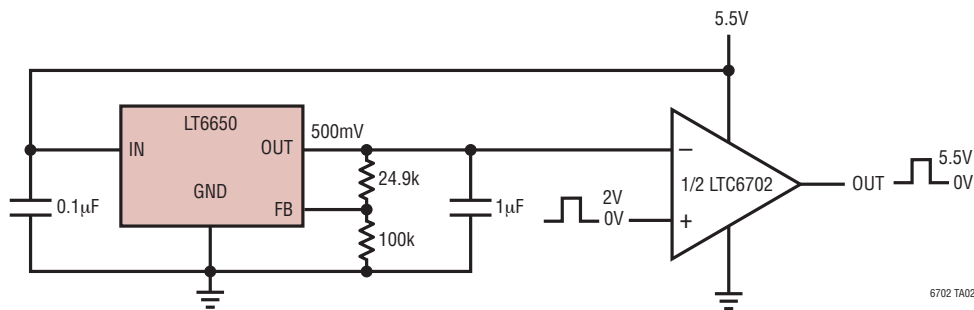 5.5V
LT6650
500mV
IN
OUT
GND
FB
24.9k
100k
0.1µF
1µF
2V
0V
−
+
1/2 LTC6702
OUT
5.5V
0V
6702 TA02